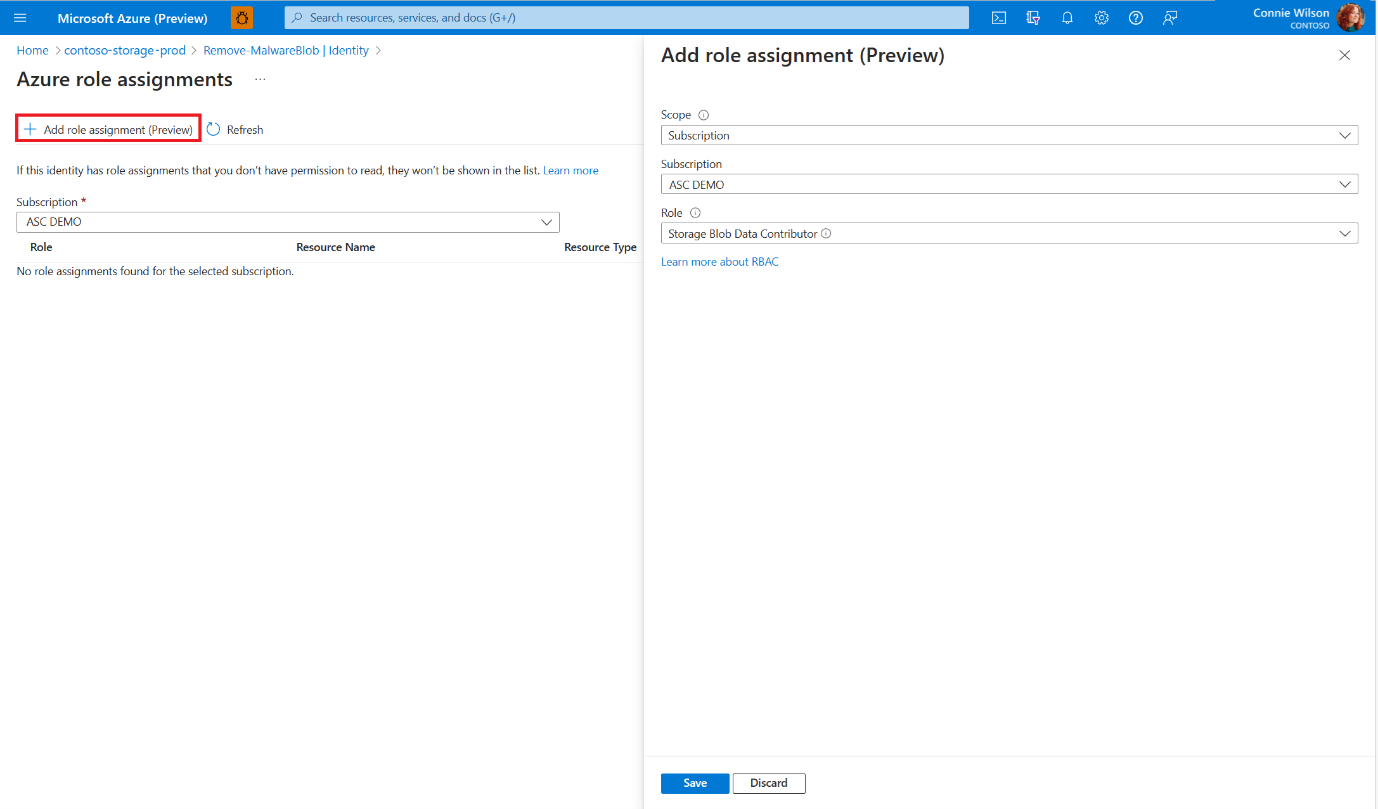 Microsoft Azure (Preview)
Search resources, services, and docs (G+/)
Connie Wilson
CONTOSO
Home > contoso-storage-prod > Remove-MalwareBlob | Identity >
Azure role assignments ...
+ Add role assignment (Preview) Refresh
If this identity has role assignments that you don't have permission to read, they won't be shown in the list. Learn more
Subscription *
ASC DEMO
Role Resource Name Resource Type
No role assignments found for the selected subscription.
Add role assignment (Preview)
Scope
Subscription
Subscription
ASC DEMO
Role
Storage Blob Data Contributor
Learn more about RBAC
Save Discard